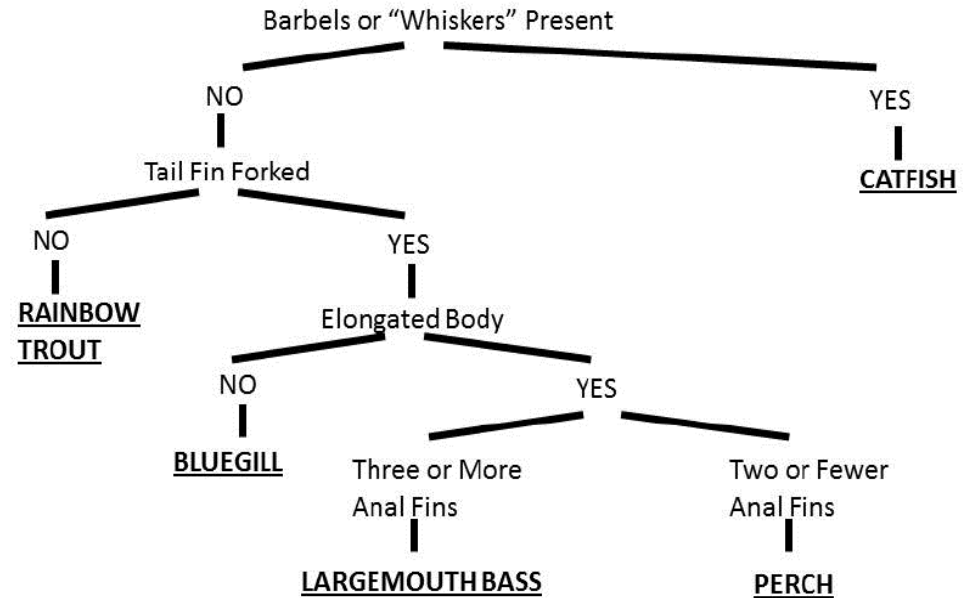 Barbels or “Whiskers” Present
NO
YES
Tail Fin Forked
CATFISH
NO
YES
RAINBOW
TROUT
Elongated Body
NO
YES
BLUEGILL
Three or More
Anal Fins
Two or Fewer
Anal Fins
LARGEMOUTH BASS
PERCH